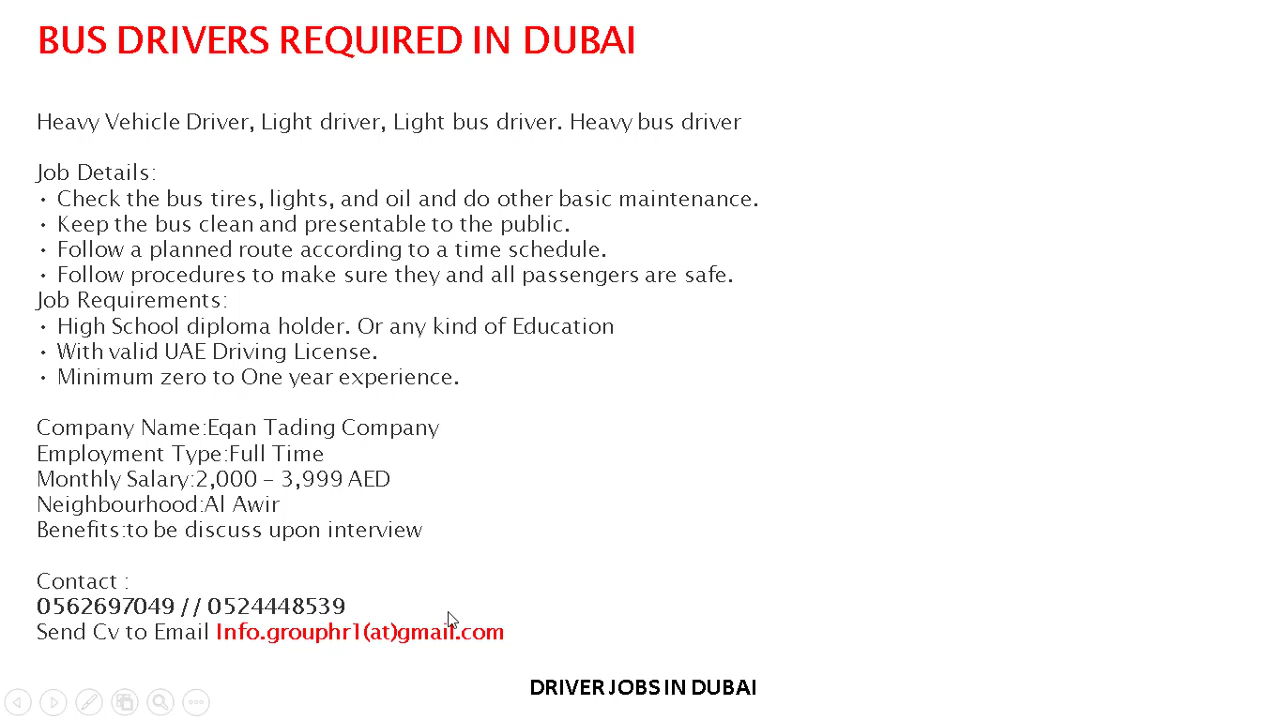 BUS DRIVERS REQUIRED IN DUBAI
Heavy Vehicle Driver, Light driver, Light bus driver. Heavy bus driver
Job Details:
• Check the bus tires, lights, and oil and do other basic maintenance.
• Keep the bus clean and presentable to the public.
• Follow a planned route according to a time schedule.
• Follow procedures to make sure they and all passengers are safe.
Job Requirements:
• High School diploma holder. Or any kind of Education
• With valid UAE Driving License.
• Minimum zero to One year experience.
Company Name:Eqan Tading Company
Employment Type:Full Time
Monthly Salary:2,000 – 3,999 AED
Neighbourhood:Al Awir
Benefits:to be discuss upon interview
Contact :
0562697049 // 0524448539
Send Cv to Email Info.grouphr1(at)gmail.com
DRIVER JOBS IN DUBAI